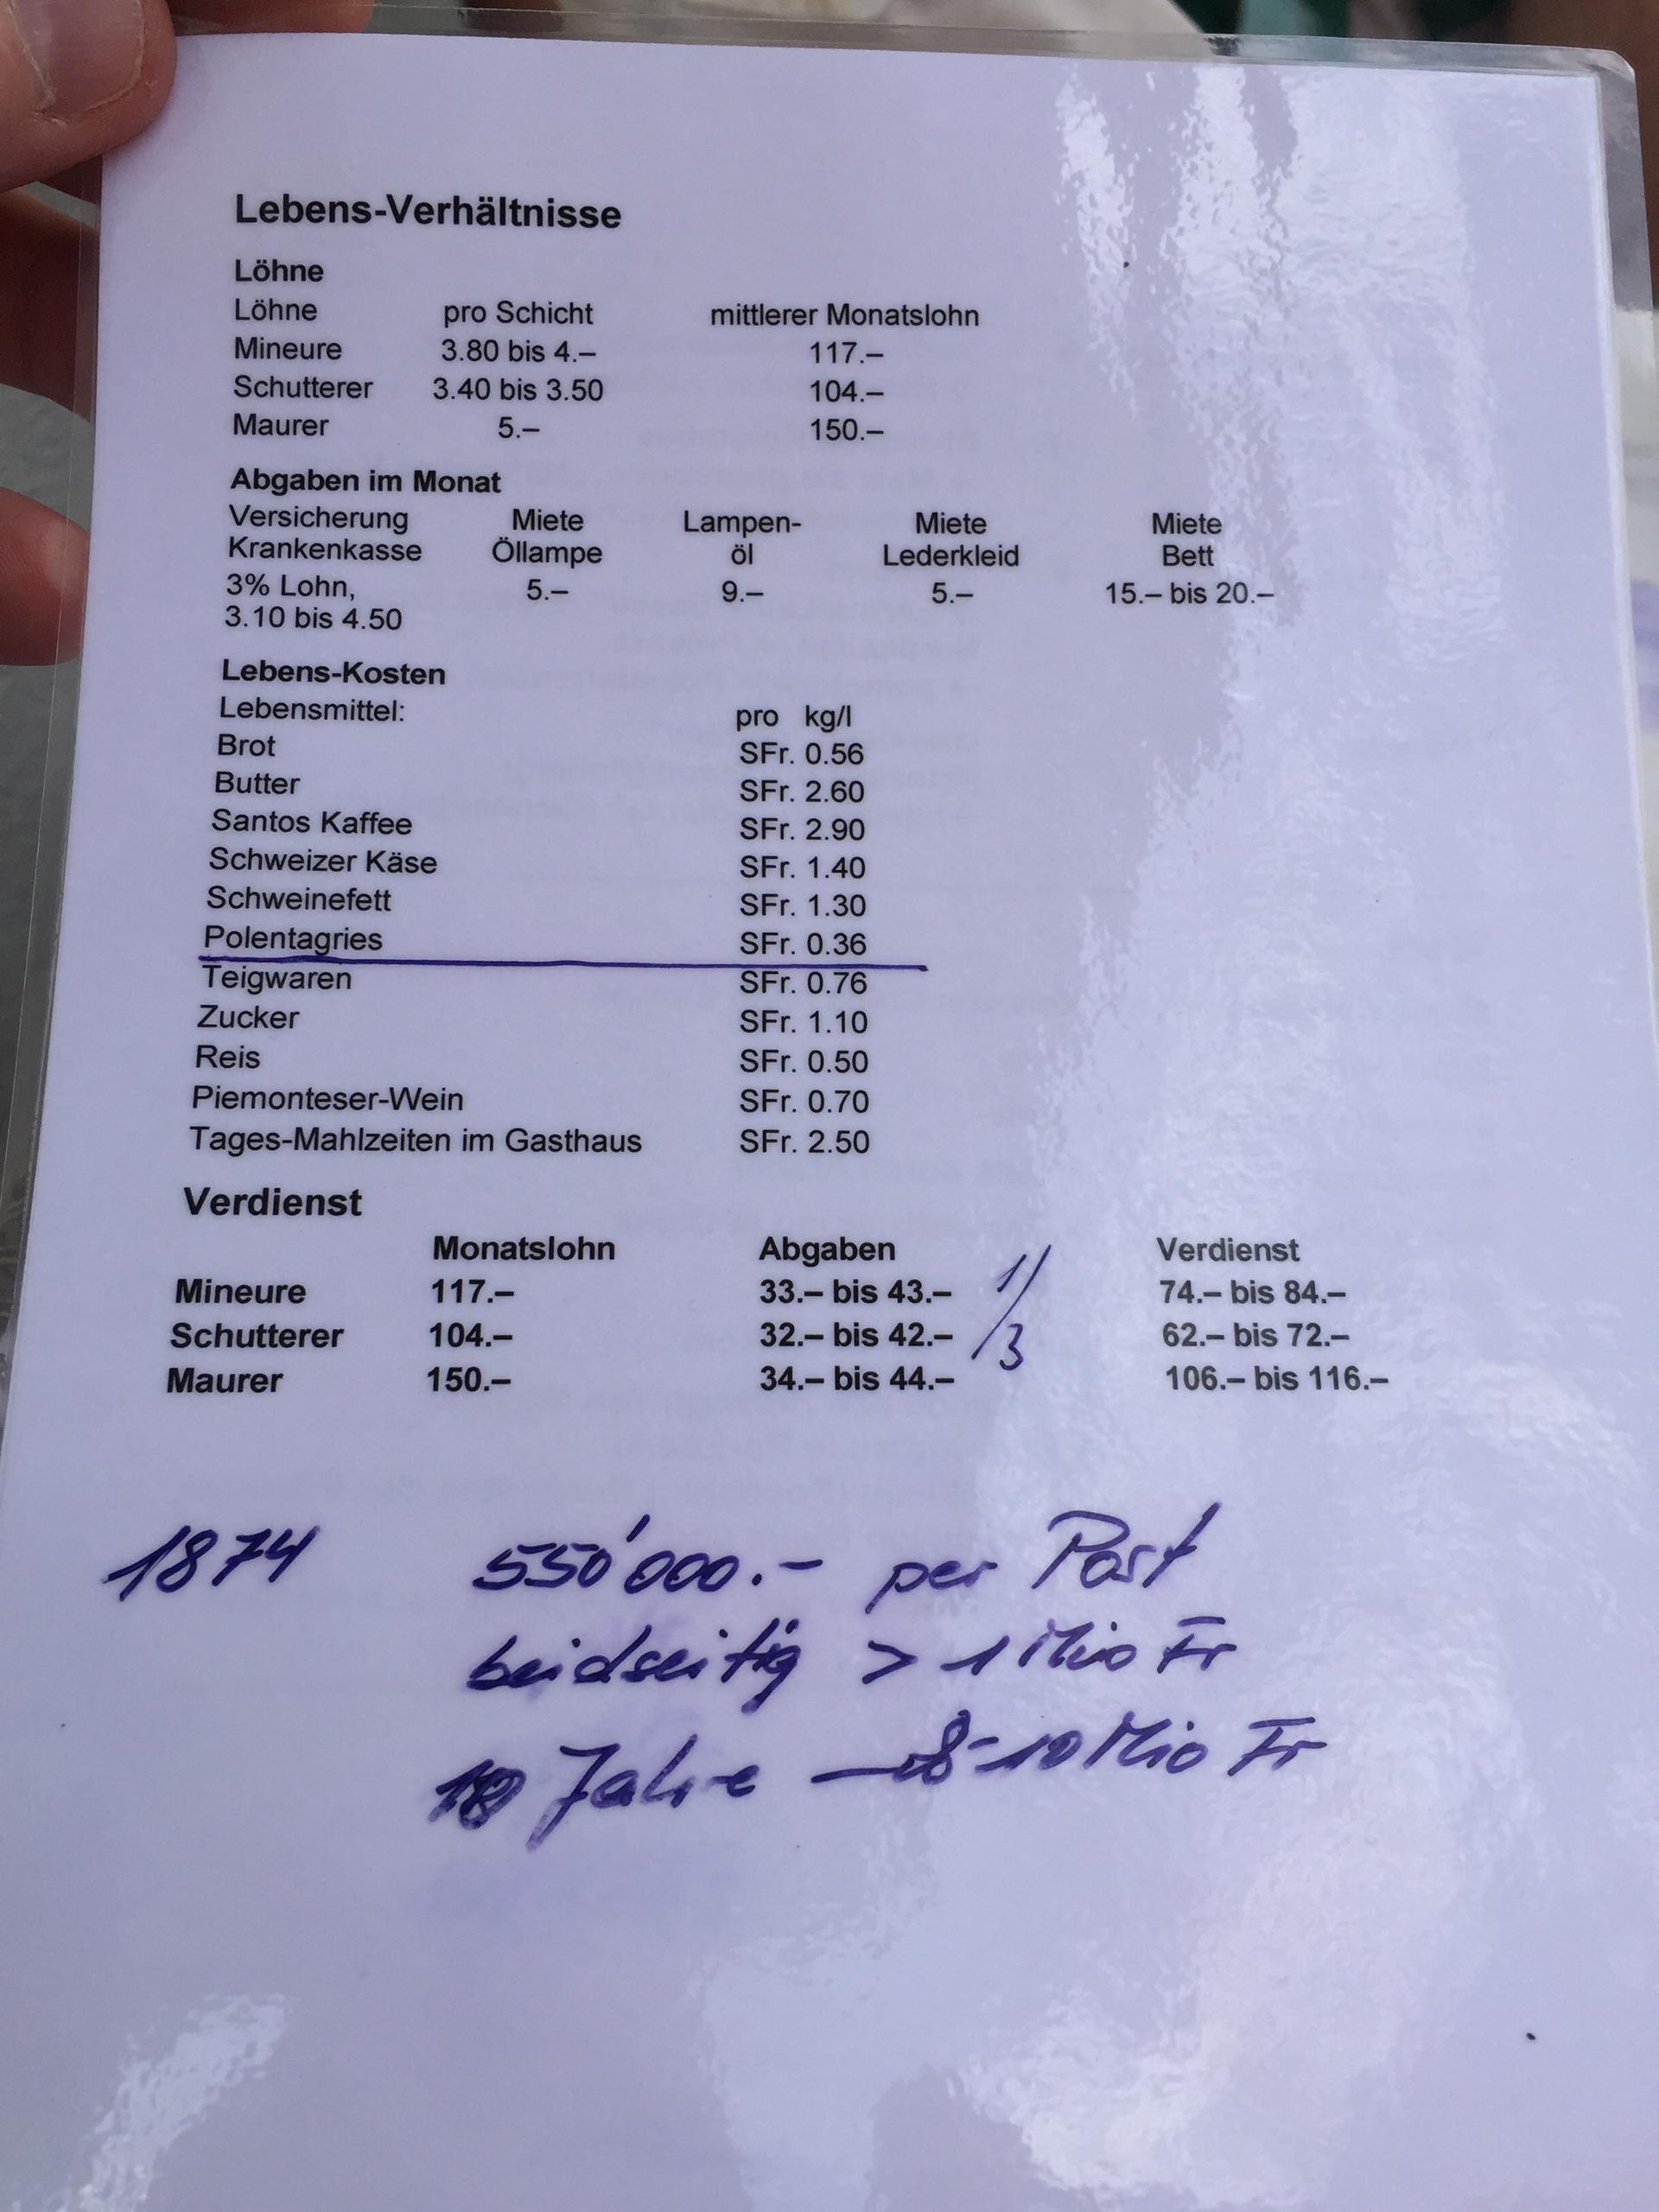 Lebens-Verhältnisse
Löhne
Löhne pro Schicht mittlerer Monatslohn
Mineure 3.80 bis 4.– 117.–
Schutterer 3.40 bis 3.50 104.–
Maurer 5.– 150.–
Abgaben im Monat
Versicherung Miete Lampen- Miete Miete
Krankenkasse Öllampe öl Lederkleid Bett
3% Lohn, 5.– 9.– 5.– 15.– bis 20.–
3.10 bis 4.50
Lebens-Kosten
Lebensmittel: pro kg/l
Brot SFr. 0.56
Butter SFr. 2.60
Santos Kaffee SFr. 2.90
Schweizer Käse SFr. 1.40
Schweinefett SFr. 1.30
Polentagries SFr. 0.36
Teigwaren SFr. 0.76
Zucker SFr. 1.10
Reis SFr. 0.50
Piemonteser-Wein SFr. 0.70
Tages-Mahlzeiten im Gasthaus SFr. 2.50
Verdienst
Monatslohn Abgaben Verdienst
Mineure 117.– 33.– bis 43.– 74.– bis 84.–
Schutterer 104.– 32.– bis 42.– 1/3 62.– bis 72.–
Maurer 150.– 34.– bis 44.– 106.– bis 116.–
1874 550'000.- per Post
beidseitig > 1 Mio Fr
Jahre 8-10 Mio Fr